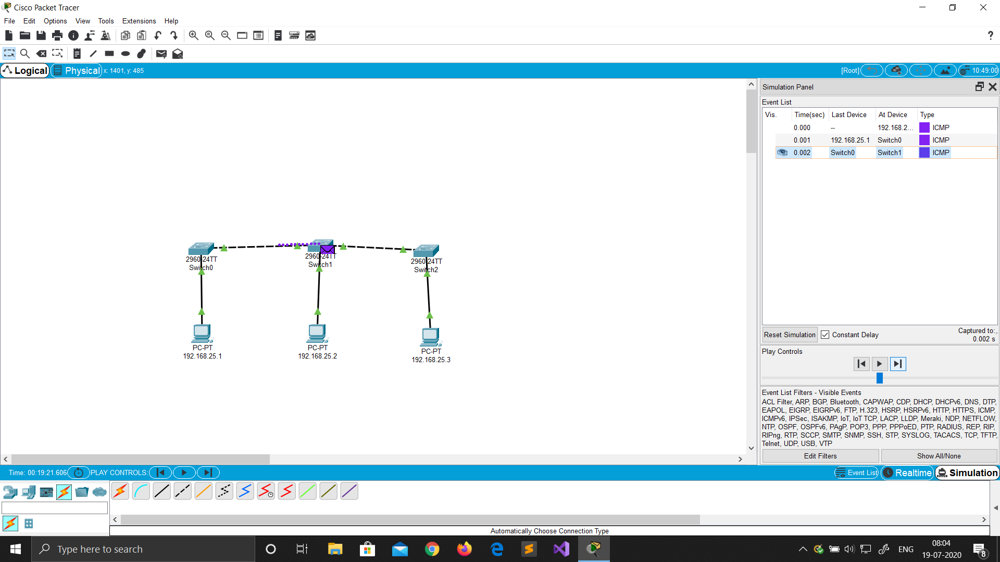 Cisco Packet Tracer
File Edit Options View Tools Extensions Help
Logical Physical x: 1401, y: 485 [Root] 10:49:00
Simulation Panel
Event List
Vis. Time(sec) Last Device At Device Type
0.000 -- 192.168.2... ICMP
0.001 192.168.25.1 Switch0 ICMP
0.002 Switch0 Switch1 ICMP
2960-24TT
Switch0
2960-24TT
Switch1
2960-24TT
Switch2
PC-PT
192.168.25.1
PC-PT
192.168.25.2
PC-PT
192.168.25.3
Reset Simulation Constant Delay Captured to:
0.002 s
Play Controls
Event List Filters - Visible Events
ACL Filter, ARP, BGP, Bluetooth, CAPWAP, CDP, DHCP, DHCPv6, DNS, DTP,
EAPOL, EIGRP, EIGRPv6, FTP, H.323, HSRP, HSRPv6, HTTP, HTTPS, ICMP,
ICMPv6, IPSec, ISAKMP, IoT, IoT TCP, LACP, LLDP, Meraki, NDP, NETFLOW,
NTP, OSPF, OSPFv6, PAgP, POP3, PPP, PPPoED, PTP, RADIUS, REP, RIP,
RIPng, RTP, SCCP, SMTP, SNMP, SSH, STP, SYSLOG, TACACS, TCP, TFTP,
Telnet, UDP, USB, VTP
Edit Filters Show All/None
Time: 00:19:21.606 PLAY CONTROLS: Event List Realtime Simulation
Automatically Choose Connection Type
Type here to search ENG 08:04
19-07-2020 8